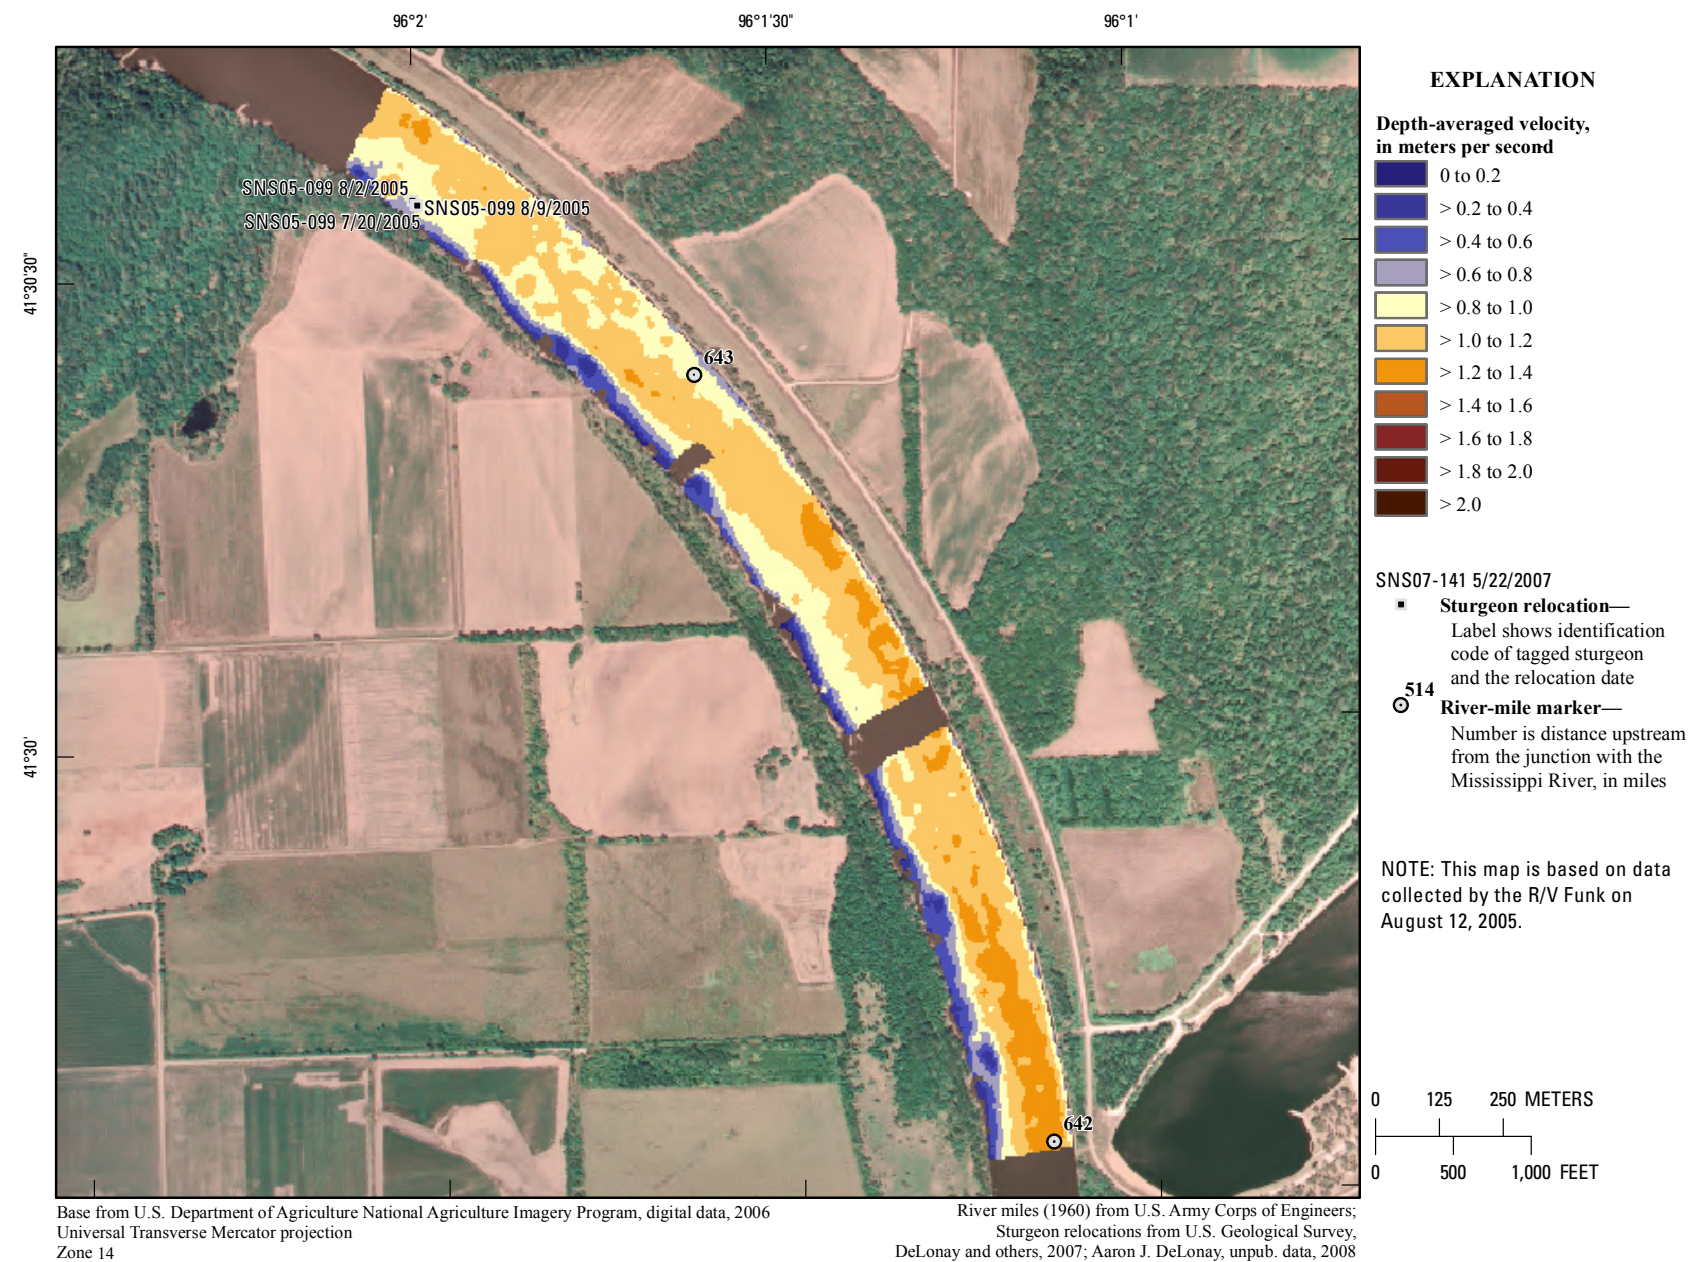 96°2'
96°1'30"
96°1'
41°30'30"
41°30'
SNS05-099 8/2/2005
SNS05-099 8/9/2005
SNS05-099 7/20/2005
643
642
EXPLANATION
Depth-averaged velocity,
in meters per second
0 to 0.2
> 0.2 to 0.4
> 0.4 to 0.6
> 0.6 to 0.8
> 0.8 to 1.0
> 1.0 to 1.2
> 1.2 to 1.4
> 1.4 to 1.6
> 1.6 to 1.8
> 1.8 to 2.0
> 2.0
SNS07-141 5/22/2007
Sturgeon relocation—
Label shows identification
code of tagged sturgeon
and the relocation date
514
River-mile marker—
Number is distance upstream
from the junction with the
Mississippi River, in miles
NOTE: This map is based on data
collected by the R/V Funk on
August 12, 2005.
0 125 250 METERS
0 500 1,000 FEET
Base from U.S. Department of Agriculture National Agriculture Imagery Program, digital data, 2006
Universal Transverse Mercator projection
Zone 14
River miles (1960) from U.S. Army Corps of Engineers;
Sturgeon relocations from U.S. Geological Survey,
DeLonay and others, 2007; Aaron J. DeLonay, unpub. data, 2008